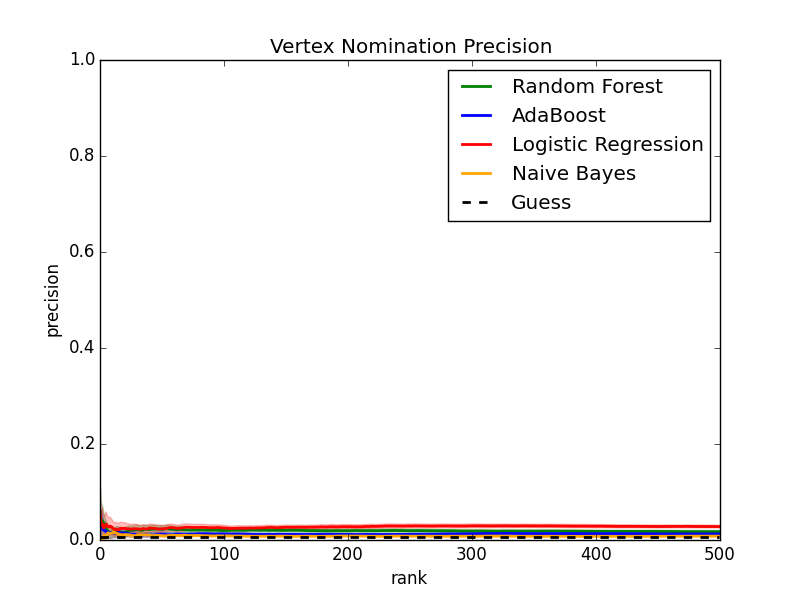 Vertex Nomination Precision
1.0
0.8
0.6
0.4
0.2
0.0
precision
Random Forest
AdaBoost
Logistic Regression
Naive Bayes
Guess
0 100 200 300 400 500
rank